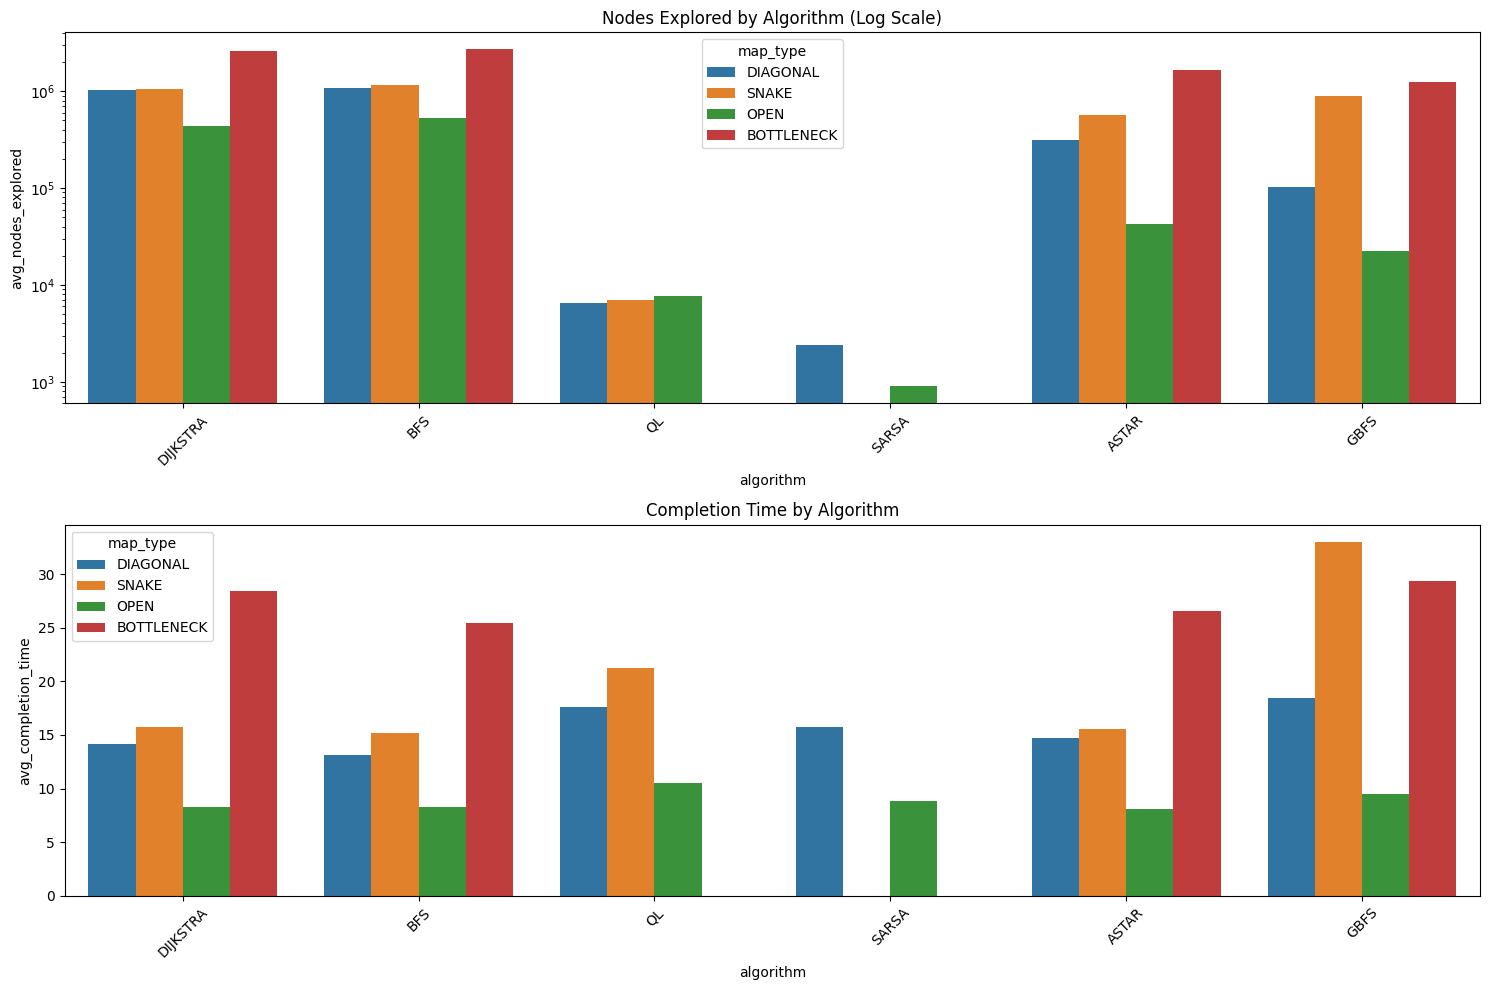 Nodes Explored by Algorithm (Log Scale)
avg_nodes_explored
10^6
10^5
10^4
10^3
map_type
DIAGONAL
SNAKE
OPEN
BOTTLENECK
DIJKSTRA
BFS
QL
SARSA
ASTAR
GBFS
algorithm
Completion Time by Algorithm
avg_completion_time
30
25
20
15
10
5
0
map_type
DIAGONAL
SNAKE
OPEN
BOTTLENECK
DIJKSTRA
BFS
QL
SARSA
ASTAR
GBFS
algorithm